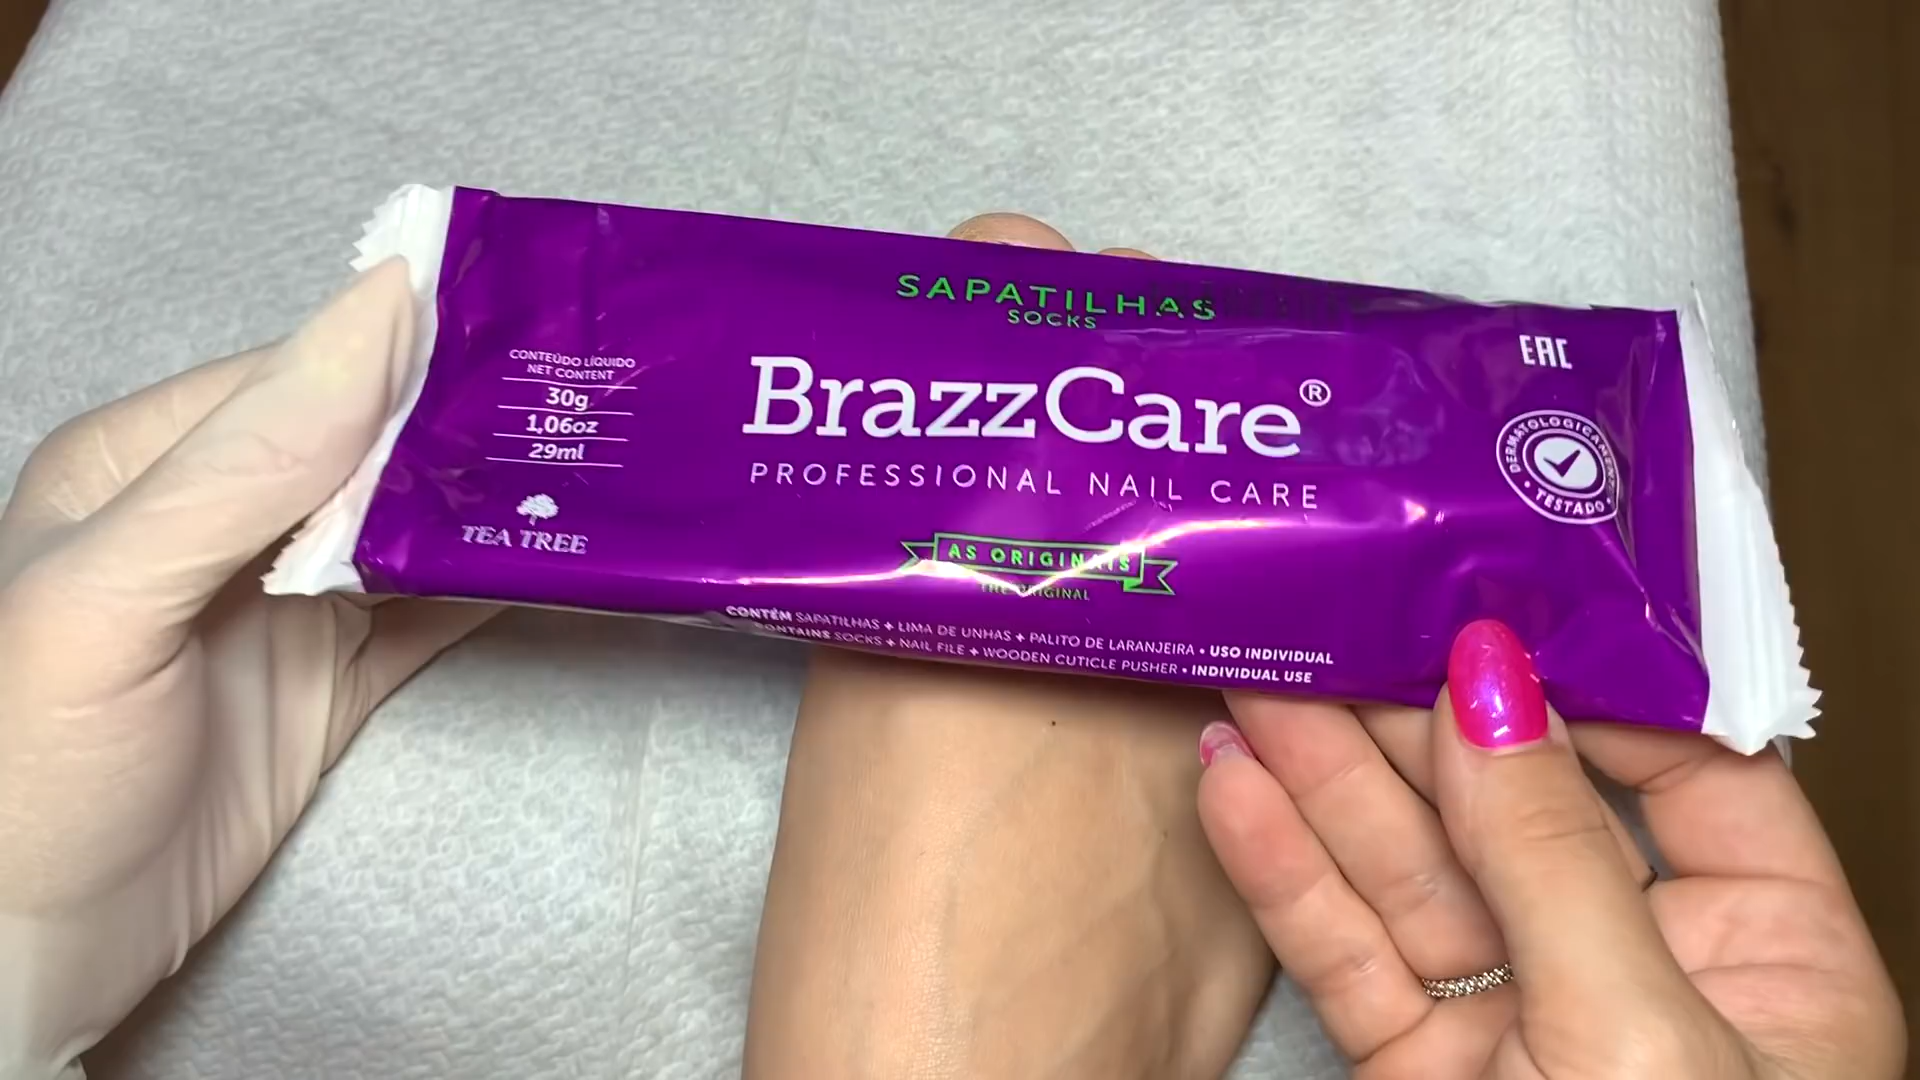 SAPATILHAS
SOCKS
EAC
CONTEÚDO LÍQUIDO
NET CONTENT
30g
1,06oz
29ml
BrazzCare®
PROFESSIONAL NAIL CARE
DERMATOLOGICAMENTE
• TESTADO •
TEA TREE
AS ORIGINAIS
THE ORIGINAL
CONTÉM SAPATILHAS + LIMA DE UNHAS + PALITO DE LARANJEIRA • USO INDIVIDUAL
CONTAINS SOCKS + NAIL FILE + WOODEN CUTICLE PUSHER • INDIVIDUAL USE